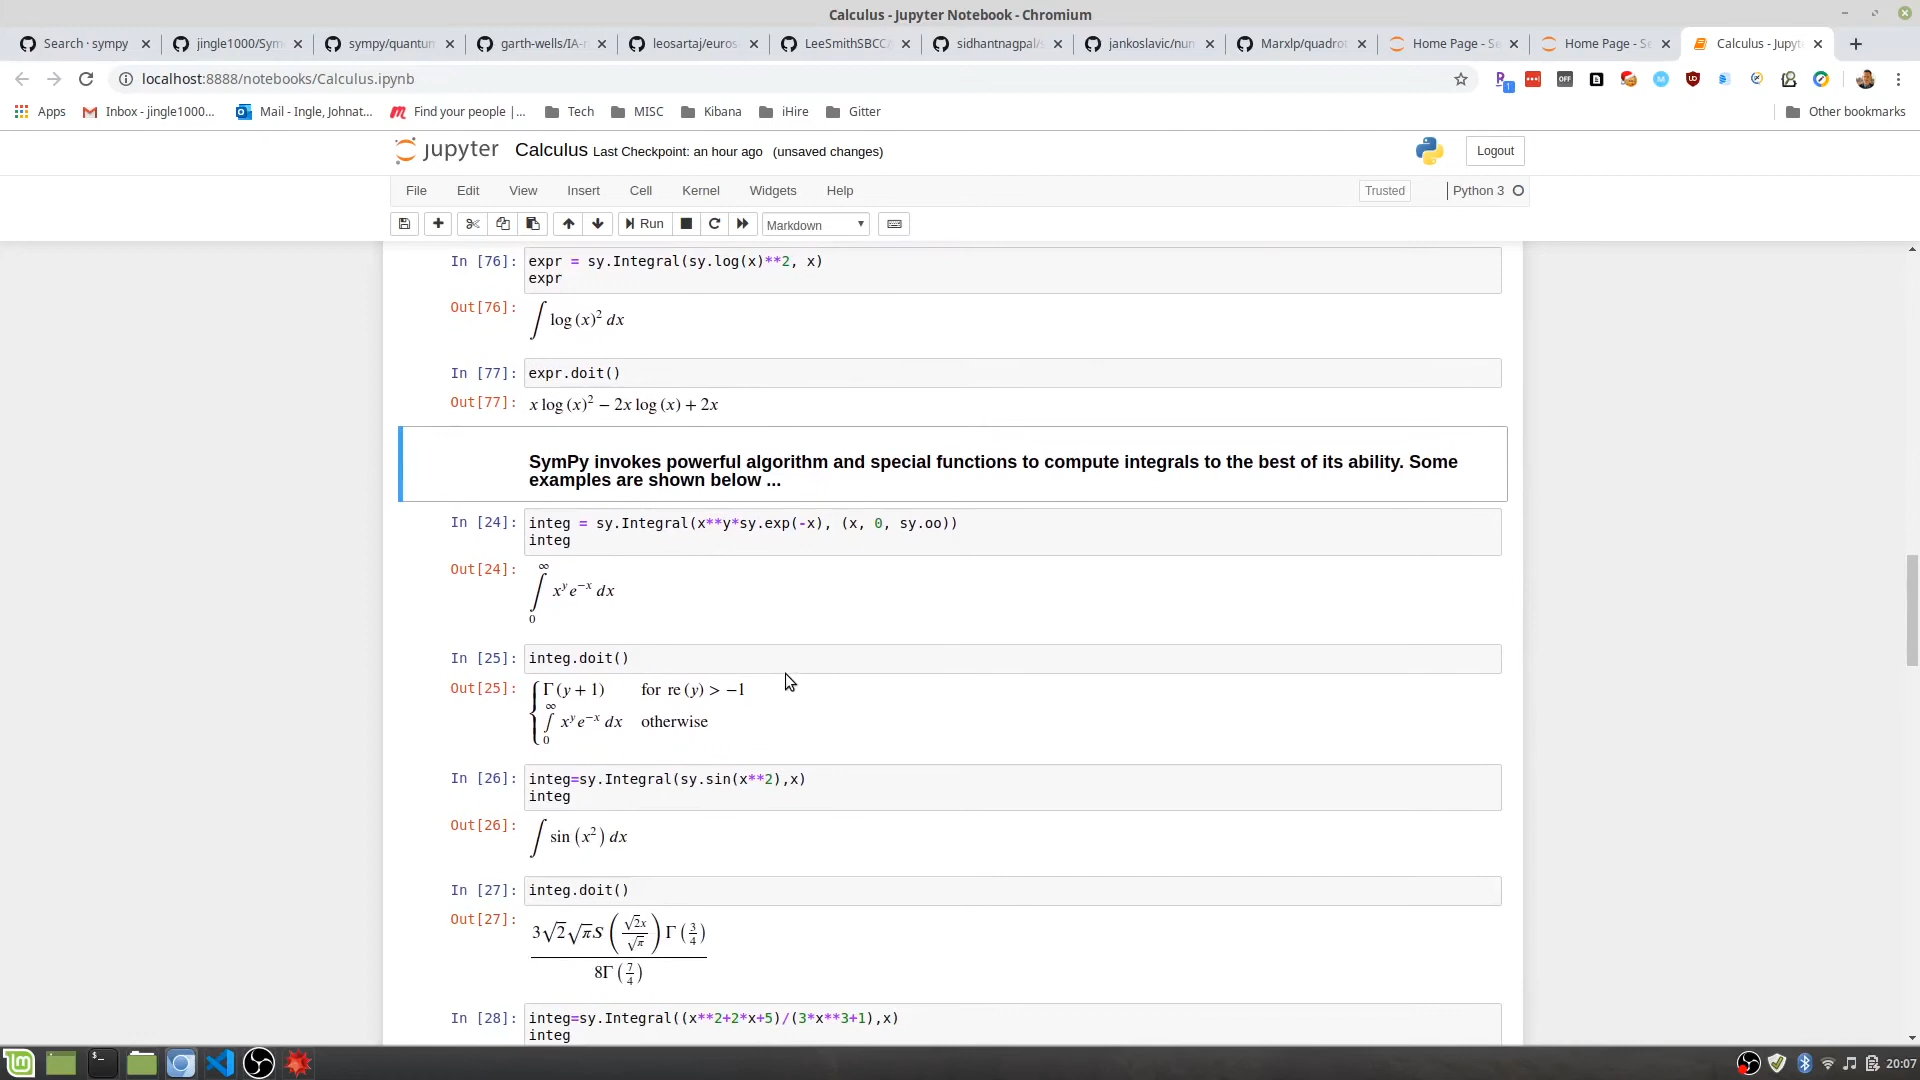 Calculus - Jupyter Notebook - Chromium
Search · sympy
jingle1000/Sym
sympy/quantum
garth-wells/IA-
leosartaj/euros
LeeSmithSBCC/
sidhantnagpal/s
jankoslavic/num
Marxlp/quadrot
Home Page - Se
Home Page - Se
Calculus - Jupyt
localhost:8888/notebooks/Calculus.ipynb
Apps
Inbox - jingle1000...
Mail - Ingle, Johnat...
Find your people |...
Tech
MISC
Kibana
iHire
Gitter
Other bookmarks
jupyter Calculus Last Checkpoint: an hour ago (unsaved changes)
Logout
File Edit View Insert Cell Kernel Widgets Help
Trusted
Python 3
Run
Markdown
In [76]: expr = sy.Integral(sy.log(x)**2, x)
expr
Out[76]: ∫ log (x)² dx
In [77]: expr.doit()
Out[77]: x log (x)² − 2x log (x) + 2x
SymPy invokes powerful algorithm and special functions to compute integrals to the best of its ability. Some
examples are shown below ...
In [24]: integ = sy.Integral(x**y*sy.exp(-x), (x, 0, sy.oo))
integ
Out[24]: ∫₀^∞ x^y e^−x dx
In [25]: integ.doit()
Out[25]: { Γ (y + 1) for re (y) > −1
∫₀^∞ x^y e^−x dx otherwise
In [26]: integ=sy.Integral(sy.sin(x**2),x)
integ
Out[26]: ∫ sin (x²) dx
In [27]: integ.doit()
Out[27]: 3√2√π S (√2x/√π) Γ (3/4)
8Γ (7/4)
In [28]: integ=sy.Integral((x**2+2*x+5)/(3*x**3+1),x)
integ
20:07